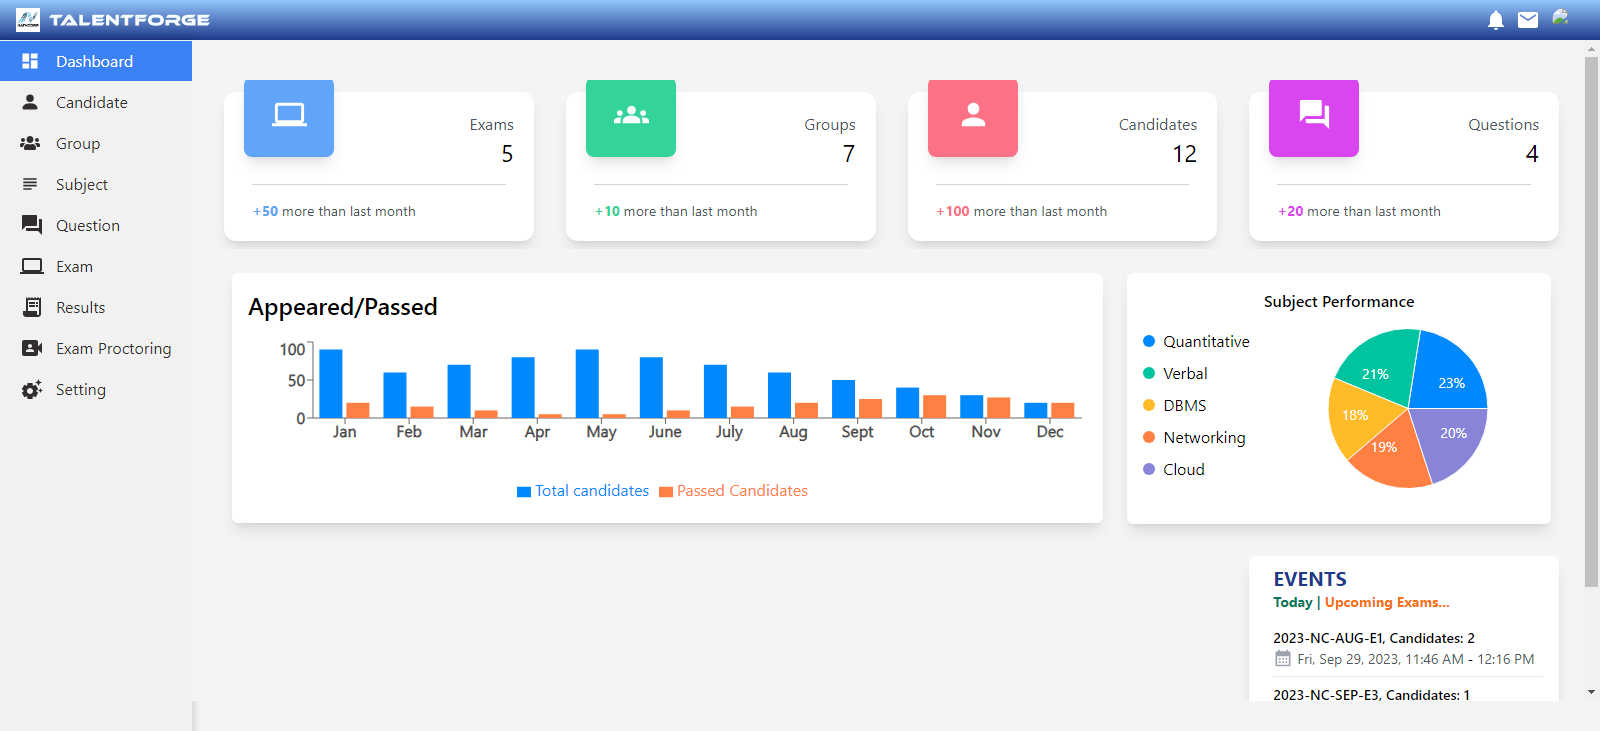 TALENTFORGE
Dashboard
Candidate
Group
Subject
Question
Exam
Results
Exam Proctoring
Setting
Exams
5
+50 more than last month
Groups
7
+10 more than last month
Candidates
12
+100 more than last month
Questions
4
+20 more than last month
Appeared/Passed
100
50
0
Jan Feb Mar Apr May June July Aug Sept Oct Nov Dec
Total candidates Passed Candidates
Subject Performance
Quantitative
Verbal
DBMS
Networking
Cloud
21%
23%
18%
20%
19%
EVENTS
Today | Upcoming Exams...
2023-NC-AUG-E1, Candidates: 2
Fri, Sep 29, 2023, 11:46 AM - 12:16 PM
2023-NC-SEP-E3, Candidates: 1